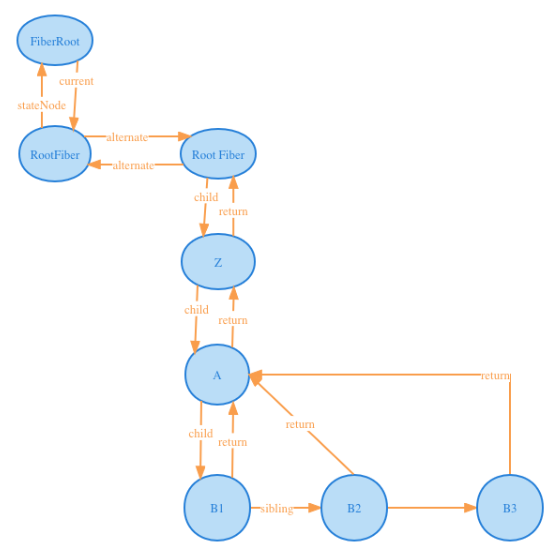 FiberRoot
current
stateNode
alternate
RootFiber
Root Fiber
alternate
child
return
Z
child
return
A
return
return
child
return
B1
sibling
B2
B3